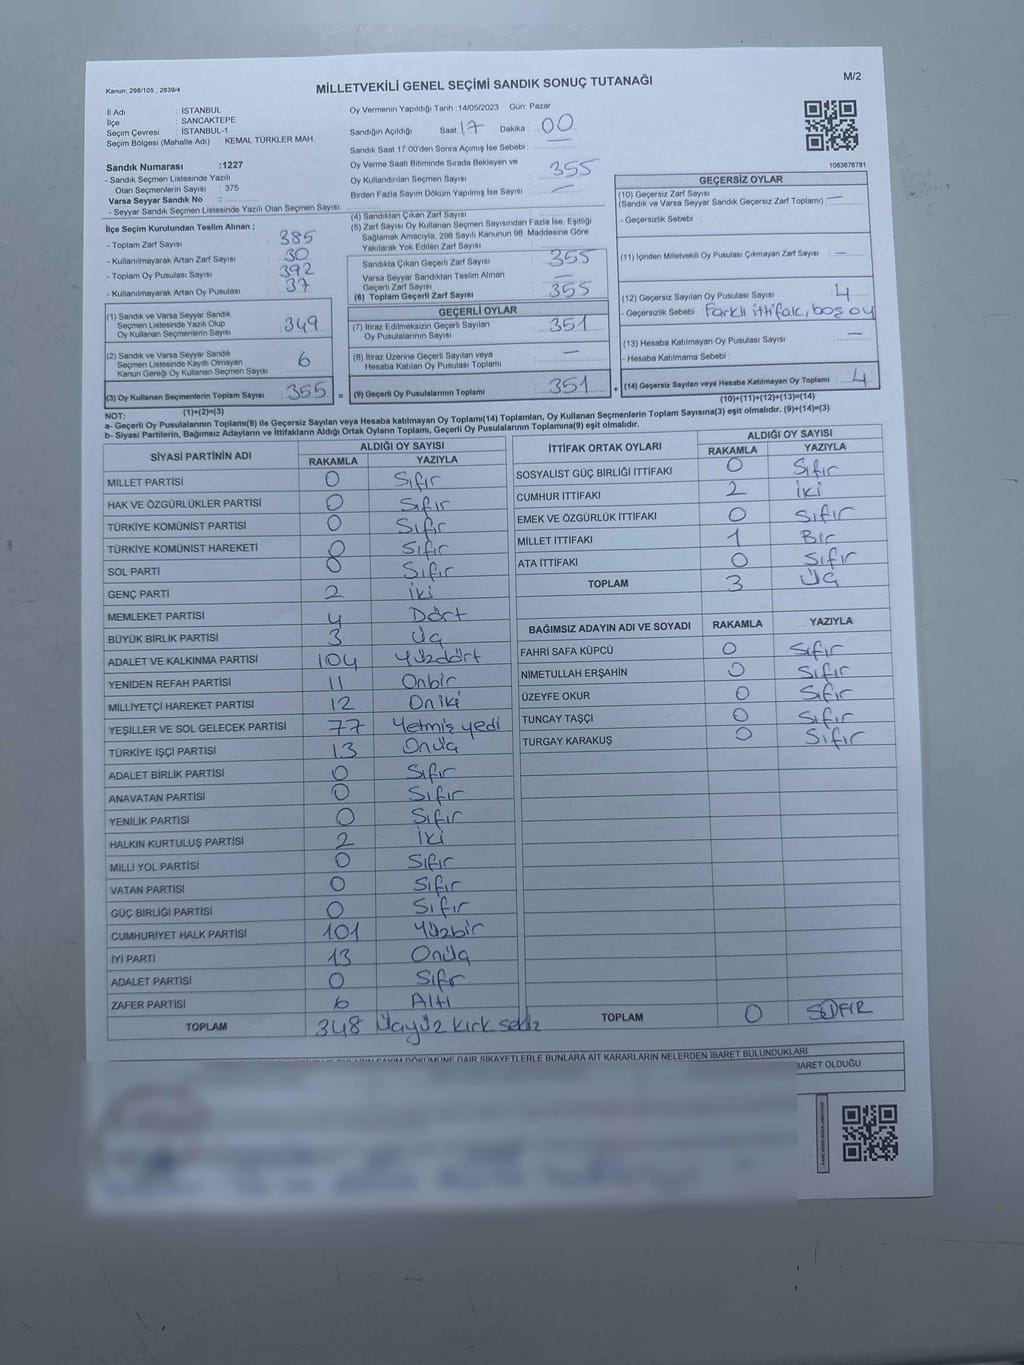 MİLLETVEKİLİ GENEL SEÇİMİ SANDIK SONUÇ TUTANAĞI
M/2
Kanun; 298/105 , 2839/4
İl Adı : İSTANBUL
İlçe : SANCAKTEPE
Seçim Çevresi : İSTANBUL-1
Seçim Bölgesi (Mahalle Adı) : KEMAL TÜRKLER MAH
Sandık Numarası :1227
- Sandık Seçmen Listesinde Yazılı
Olan Seçmenlerin Sayısı : 375
Varsa Seyyar Sandık No :
- Seyyar Sandık Seçmen Listesinde Yazılı Olan Seçmen Sayısı:
Oy Vermenin Yapıldığı Tarih :14/05/2023 Gün: Pazar
Sandığın Açıldığı Saat: 17 Dakika : 00
Sandık Saat 17:00'den Sonra Açımış İse Sebebi :
Oy Verme Saati Bitiminde Sırada Bekleyen ve
Oy Kullandırılan Seçmen Sayısı : 355
Birden Fazla Sayım Döküm Yapılmış İse Sayısı : —
1083876781
İlçe Seçim Kurulundan Teslim Alınan ;
- Toplam Zarf Sayısı : 385
- Kullanılmayarak Artan Zarf Sayısı : 30
- Toplam Oy Pusulası Sayısı : 392
- Kullanılmayarak Artan Oy Pusulası : 37
(1) Sandık ve Varsa Seyyar Sandık
Seçmen Listesinde Yazılı Olup
Oy Kullanan Seçmenlerin Sayısı : 349
(2) Sandık ve Varsa Seyyar Sandık
Seçmen Listesinde Kayıtlı Olmayan
Kanun Gereği Oy Kullanan Seçmen Sayısı : 6
(3) Oy Kullanan Seçmenlerin Toplam Sayısı : 355
(1)+(2)=(3)
(4) Sandıktan Çıkan Zarf Sayısı
(5) Zarf Sayısı Oy Kullanan Seçmen Sayısından Fazla İse, Eşitliği
Sağlamak Amacıyla, 298 Sayılı Kanunun 98. Maddesine Göre
Yakılarak Yok Edilen Zarf Sayısı :
Sandıkta Çıkan Geçerli Zarf Sayısı : 355
Varsa Seyyar Sandıktan Teslim Alınan
Geçerli Zarf Sayısı : —
(6) Toplam Geçerli Zarf Sayısı : 355
GEÇERLİ OYLAR
(7) İtiraz Edilmeksizin Geçerli Sayılan
Oy Pusulalarının Sayısı : 351
(8) İtiraz Üzerine Geçerli Sayılan veya
Hesaba Katılan Oy Pusulası Toplamı : —
= (9) Geçerli Oy Pusulalarının Toplamı : 351
GEÇERSİZ OYLAR
(10) Geçersiz Zarf Sayısı
(Sandık ve Varsa Seyyar Sandık Geçersiz Zarf Toplamı) : —
- Geçersizlik Sebebi :
(11) İçinden Milletvekili Oy Pusulası Çıkmayan Zarf Sayısı : —
(12) Geçersiz Sayılan Oy Pusulası Sayısı : 4
- Geçersizlik Sebebi : Farklı ittifak, boş oy
(13) Hesaba Katılmayan Oy Pusulası Sayısı : —
- Hesaba Katılmama Sebebi :
+ (14) Geçersiz Sayılan veya Hesaba Katılmayan Oy Toplamı : 4
(10)+(11)+(12)+(13)=(14)
NOT:
a- Geçerli Oy Pusulalarının Toplamı(9) ile Geçersiz Sayılan veya Hesaba katılmayan Oy Toplamı(14) Toplamları, Oy Kullanan Seçmenlerin Toplam Sayısına(3) eşit olmalıdır. (9)+(14)=(3)
b- Siyasi Partilerin, Bağımsız Adayların ve İttifakların Aldığı Ortak Oyların Toplamı, Geçerli Oy Pusulalarının Toplamına(9) eşit olmalıdır.
SİYASİ PARTİNİN ADI ALDIĞI OY SAYISI
RAKAMLA YAZIYLA
MİLLET PARTİSİ 0 Sıfır
HAK VE ÖZGÜRLÜKLER PARTİSİ 0 Sıfır
TÜRKİYE KOMÜNİST PARTİSİ 0 Sıfır
TÜRKİYE KOMÜNİST HAREKETİ 0 Sıfır
SOL PARTİ 0 Sıfır
GENÇ PARTİ 2 İki
MEMLEKET PARTİSİ 4 Dört
BÜYÜK BİRLİK PARTİSİ 3 Üç
ADALET VE KALKINMA PARTİSİ 104 Yüzdört
YENİDEN REFAH PARTİSİ 11 Onbir
MİLLİYETÇİ HAREKET PARTİSİ 12 Oniki
YEŞİLLER VE SOL GELECEK PARTİSİ 77 Yetmiş yedi
TÜRKİYE İŞÇİ PARTİSİ 13 Onüç
ADALET BİRLİK PARTİSİ 0 Sıfır
ANAVATAN PARTİSİ 0 Sıfır
YENİLİK PARTİSİ 0 Sıfır
HALKIN KURTULUŞ PARTİSİ 2 İki
MİLLİ YOL PARTİSİ 0 Sıfır
VATAN PARTİSİ 0 Sıfır
GÜÇ BİRLİĞİ PARTİSİ 0 Sıfır
CUMHURİYET HALK PARTİSİ 101 Yüzbir
İYİ PARTİ 13 Onüç
ADALET PARTİSİ 0 Sıfr
ZAFER PARTİSİ 6 Altı
TOPLAM 348 Üçyüz kırk sekiz
İTTİFAK ORTAK OYLARI ALDIĞI OY SAYISI
RAKAMLA YAZIYLA
SOSYALİST GÜÇ BİRLİĞİ İTTİFAKI 0 Sıfır
CUMHUR İTTİFAKI 2 İki
EMEK VE ÖZGÜRLÜK İTTİFAKI 0 Sıfır
MİLLET İTTİFAKI 1 Bir
ATA İTTİFAKI 0 Sıfır
TOPLAM 3 Üç
BAĞIMSIZ ADAYIN ADI VE SOYADI RAKAMLA YAZIYLA
FAHRİ SAFA KÜPCÜ 0 Sıfır
NİMETULLAH ERŞAHİN 0 Sıfır
ÜZEYFE OKUR 0 Sıfır
TUNCAY TAŞÇI 0 Sıfır
TURGAY KARAKUŞ 0 Sıfır
TOPLAM 0
DÖKÜMÜNE DAİR ŞİKAYETLERLE BUNLARA AİT KARARLARIN NELERDEN İBARET BULUNDUKLARI
BARET OLDUĞU